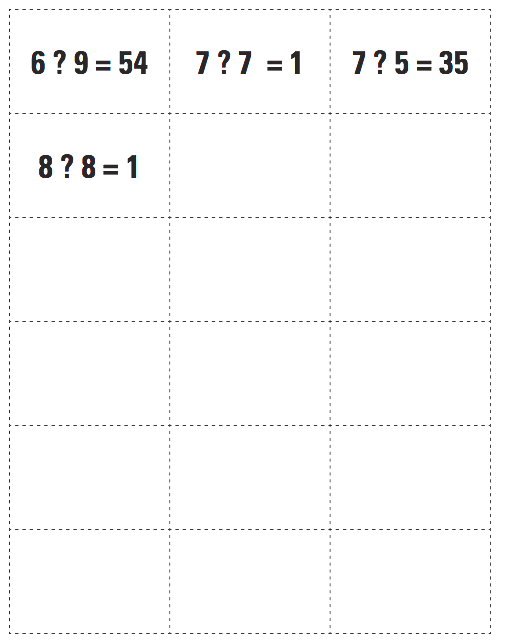 6 ? 9 = 54
7 ? 7 = 1
7 ? 5 = 35
8 ? 8 = 1